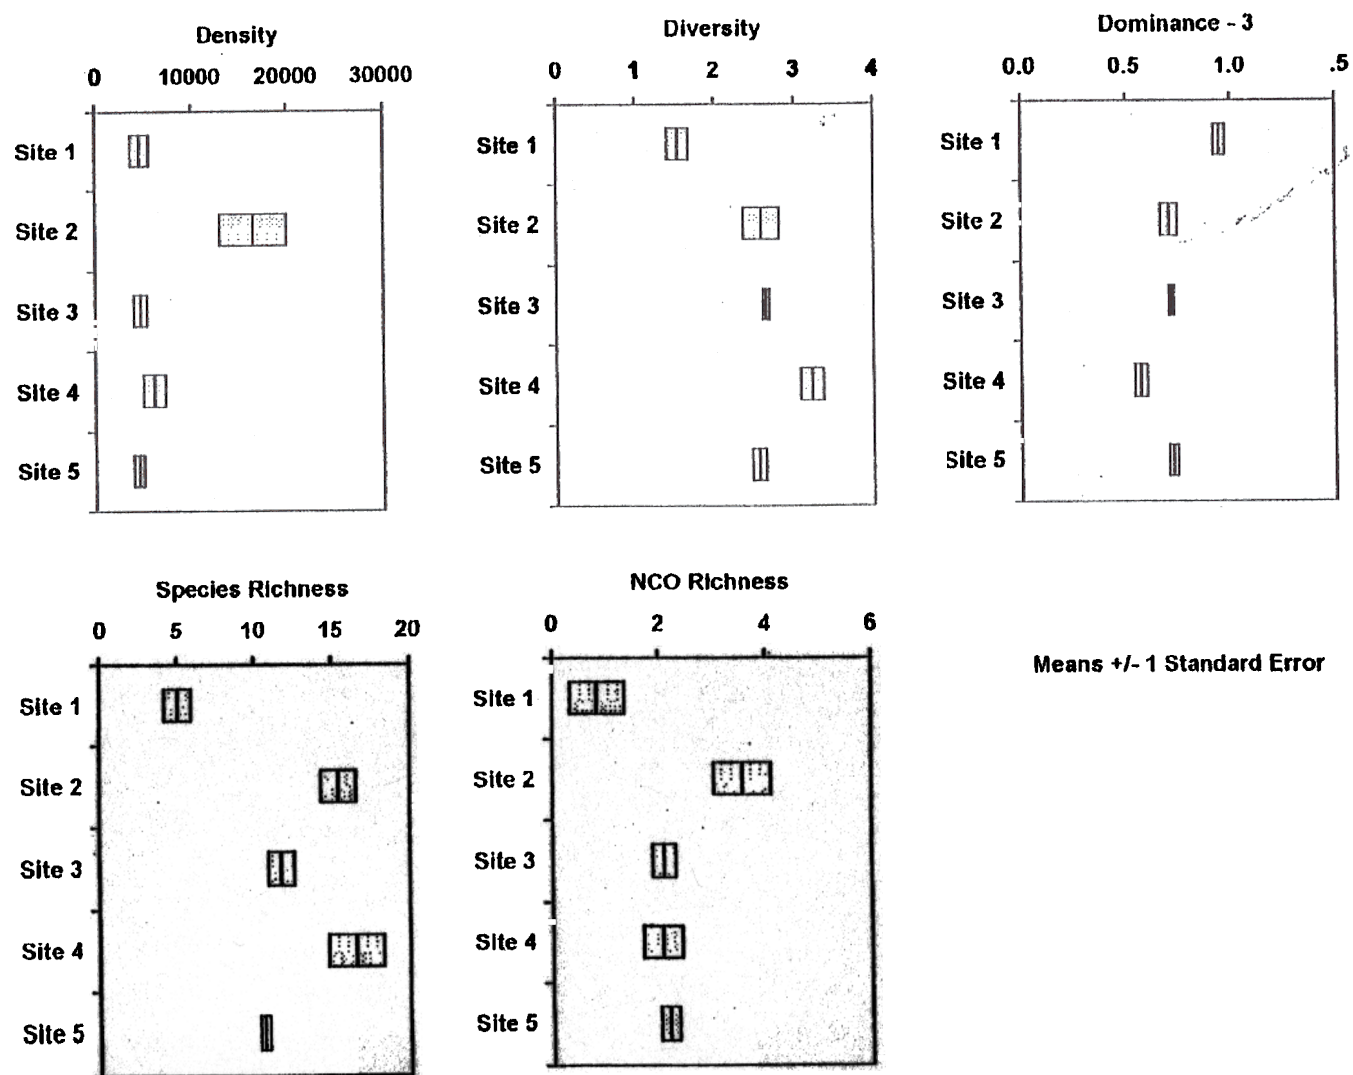 Density
0 10000 20000 30000
Site 1
Site 2
Site 3
Site 4
Site 5
Diversity
0 1 2 3 4
Site 1
Site 2
Site 3
Site 4
Site 5
Dominance - 3
0.0 0.5 1.0 .5
Site 1
Site 2
Site 3
Site 4
Site 5
Species Richness
0 5 10 15 20
Site 1
Site 2
Site 3
Site 4
Site 5
NCO Richness
0 2 4 6
Site 1
Site 2
Site 3
Site 4
Site 5
Means +/- 1 Standard Error